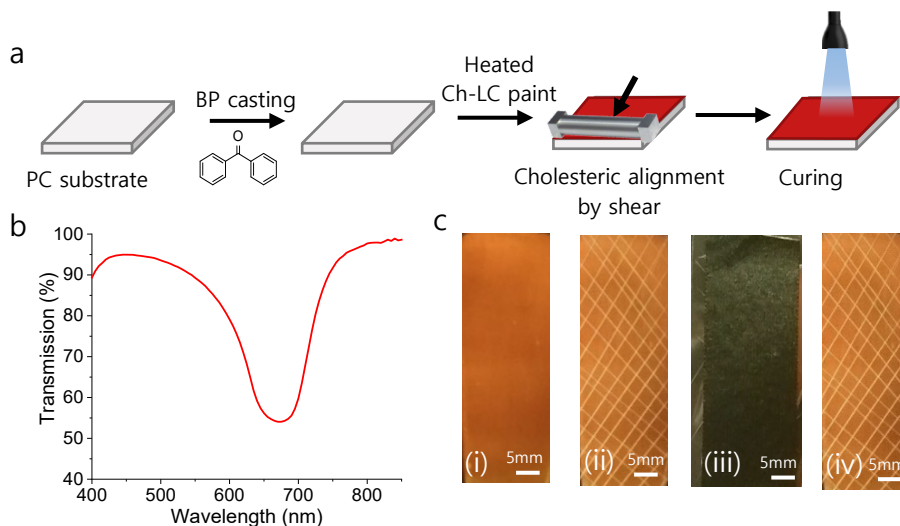 a
BP casting
O
PC substrate
Heated
Ch-LC paint
Cholesteric alignment
by shear
Curing
b
100
90
80
70
60
50
40
Transmission (%)
400
500
600
700
800
Wavelength (nm)
c
(i)
5mm
(ii)
5mm
(iii)
5mm
(iv)
5mm